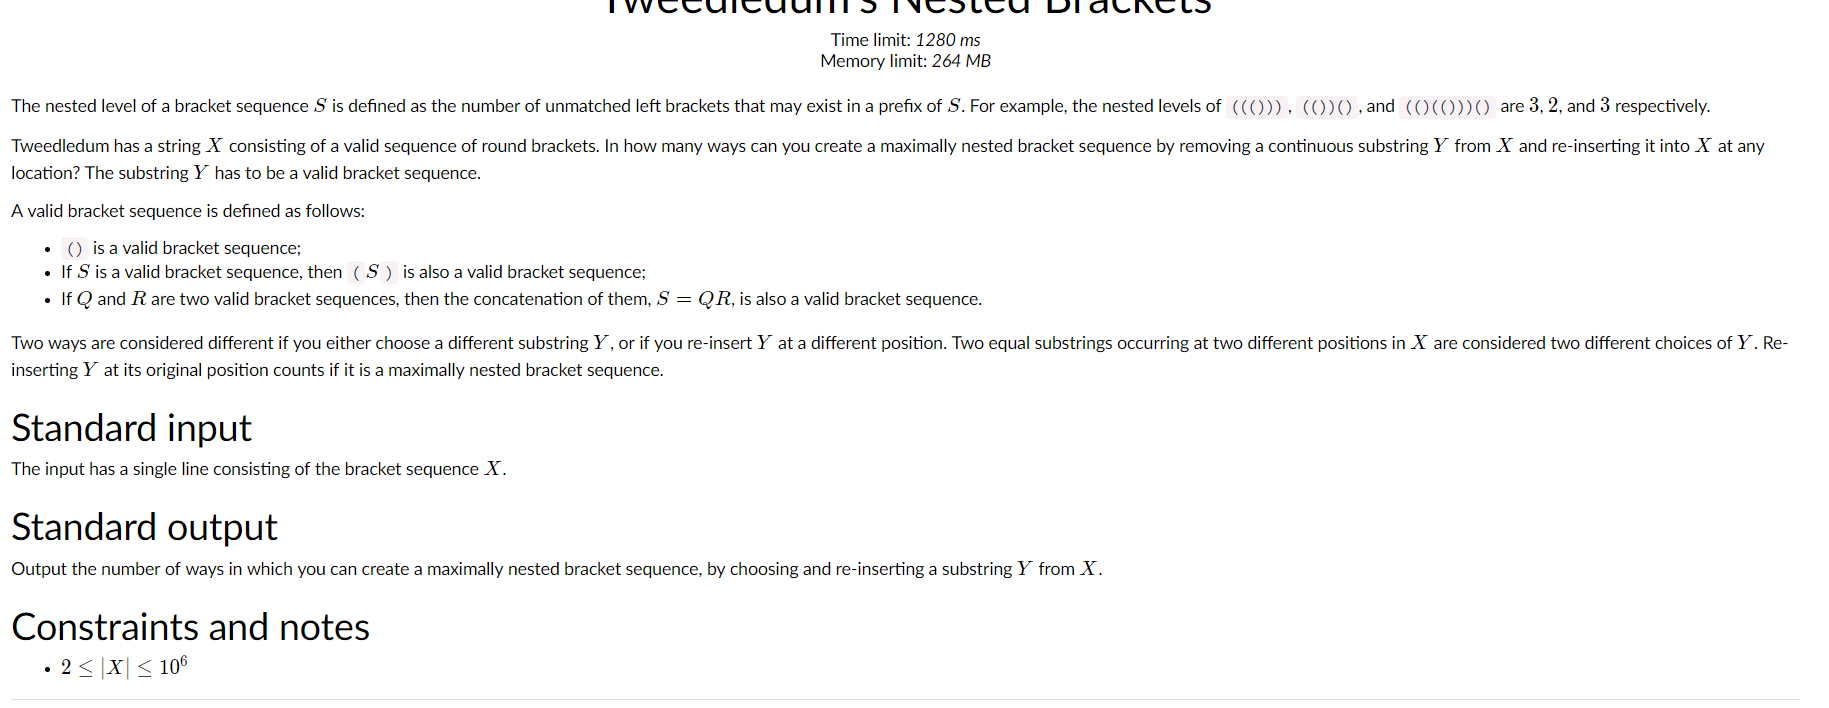 Tweedledum's Nested Brackets
Time limit: 1280 ms
Memory limit: 264 MB
The nested level of a bracket sequence S is defined as the number of unmatched left brackets that may exist in a prefix of S. For example, the nested levels of ((())), (())(), and (()(()))() are 3, 2, and 3 respectively.
Tweedledum has a string X consisting of a valid sequence of round brackets. In how many ways can you create a maximally nested bracket sequence by removing a continuous substring Y from X and re-inserting it into X at any
location? The substring Y has to be a valid bracket sequence.
A valid bracket sequence is defined as follows:
• () is a valid bracket sequence;
• If S is a valid bracket sequence, then (S) is also a valid bracket sequence;
• If Q and R are two valid bracket sequences, then the concatenation of them, S = QR, is also a valid bracket sequence.
Two ways are considered different if you either choose a different substring Y, or if you re-insert Y at a different position. Two equal substrings occurring at two different positions in X are considered two different choices of Y. Re-
inserting Y at its original position counts if it is a maximally nested bracket sequence.
Standard input
The input has a single line consisting of the bracket sequence X.
Standard output
Output the number of ways in which you can create a maximally nested bracket sequence, by choosing and re-inserting a substring Y from X.
Constraints and notes
• 2 ≤ |X| ≤ 10⁶